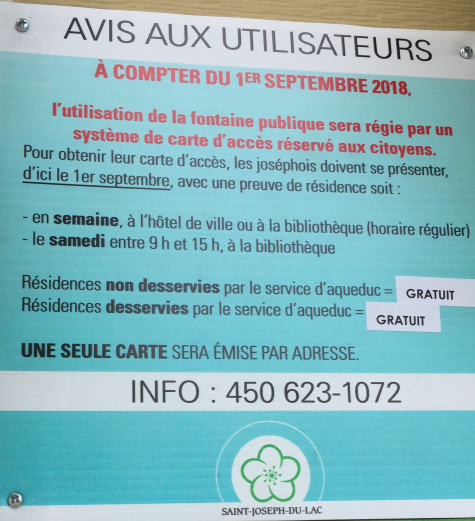 AVIS AUX UTILISATEURS
À COMPTER DU 1ER SEPTEMBRE 2018,
l'utilisation de la fontaine publique sera régie par un
système de carte d'accès réservé aux citoyens.
Pour obtenir leur carte d'accès, les joséphois doivent se présenter,
d'ici le 1er septembre, avec une preuve de résidence soit :
- en semaine, à l'hôtel de ville ou à la bibliothèque (horaire régulier)
- le samedi entre 9 h et 15 h, à la bibliothèque
Résidences non desservies par le service d'aqueduc = GRATUIT
Résidences desservies par le service d'aqueduc = GRATUIT
UNE SEULE CARTE SERA ÉMISE PAR ADRESSE.
INFO : 450 623-1072
SAINT-JOSEPH-DU-LAC